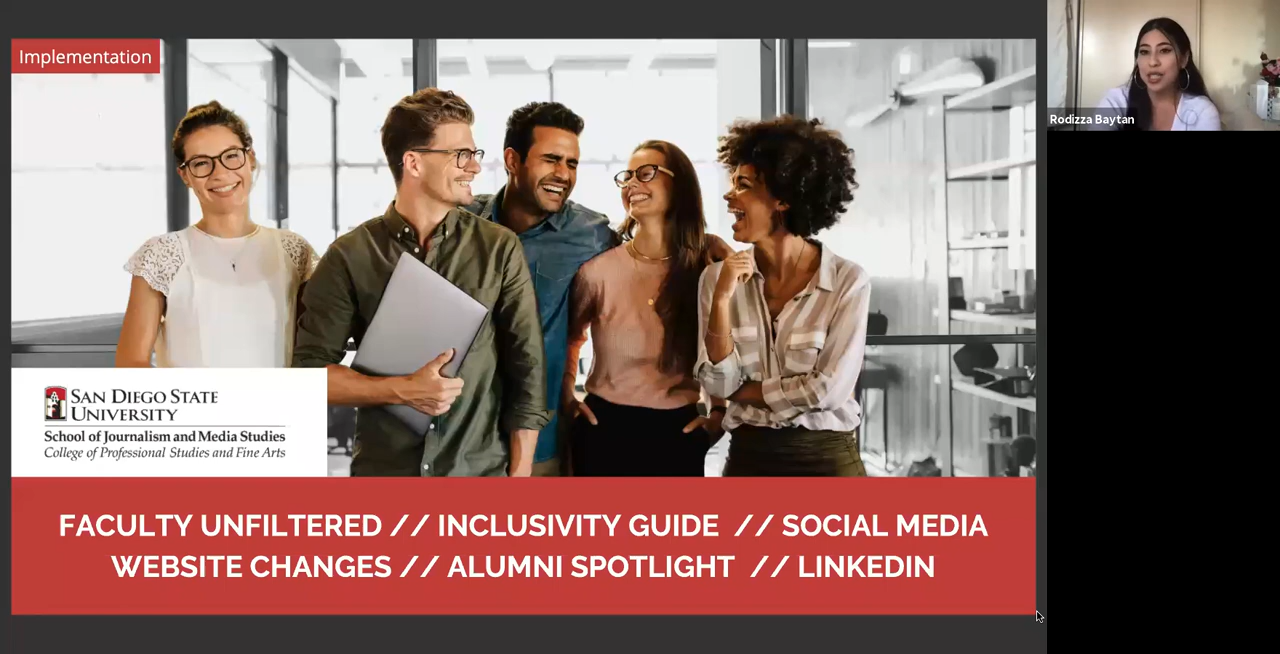 Implementation
Rodizza Baytan
SAN DIEGO STATE
UNIVERSITY
School of Journalism and Media Studies
College of Professional Studies and Fine Arts
FACULTY UNFILTERED // INCLUSIVITY GUIDE // SOCIAL MEDIA
WEBSITE CHANGES // ALUMNI SPOTLIGHT // LINKEDIN